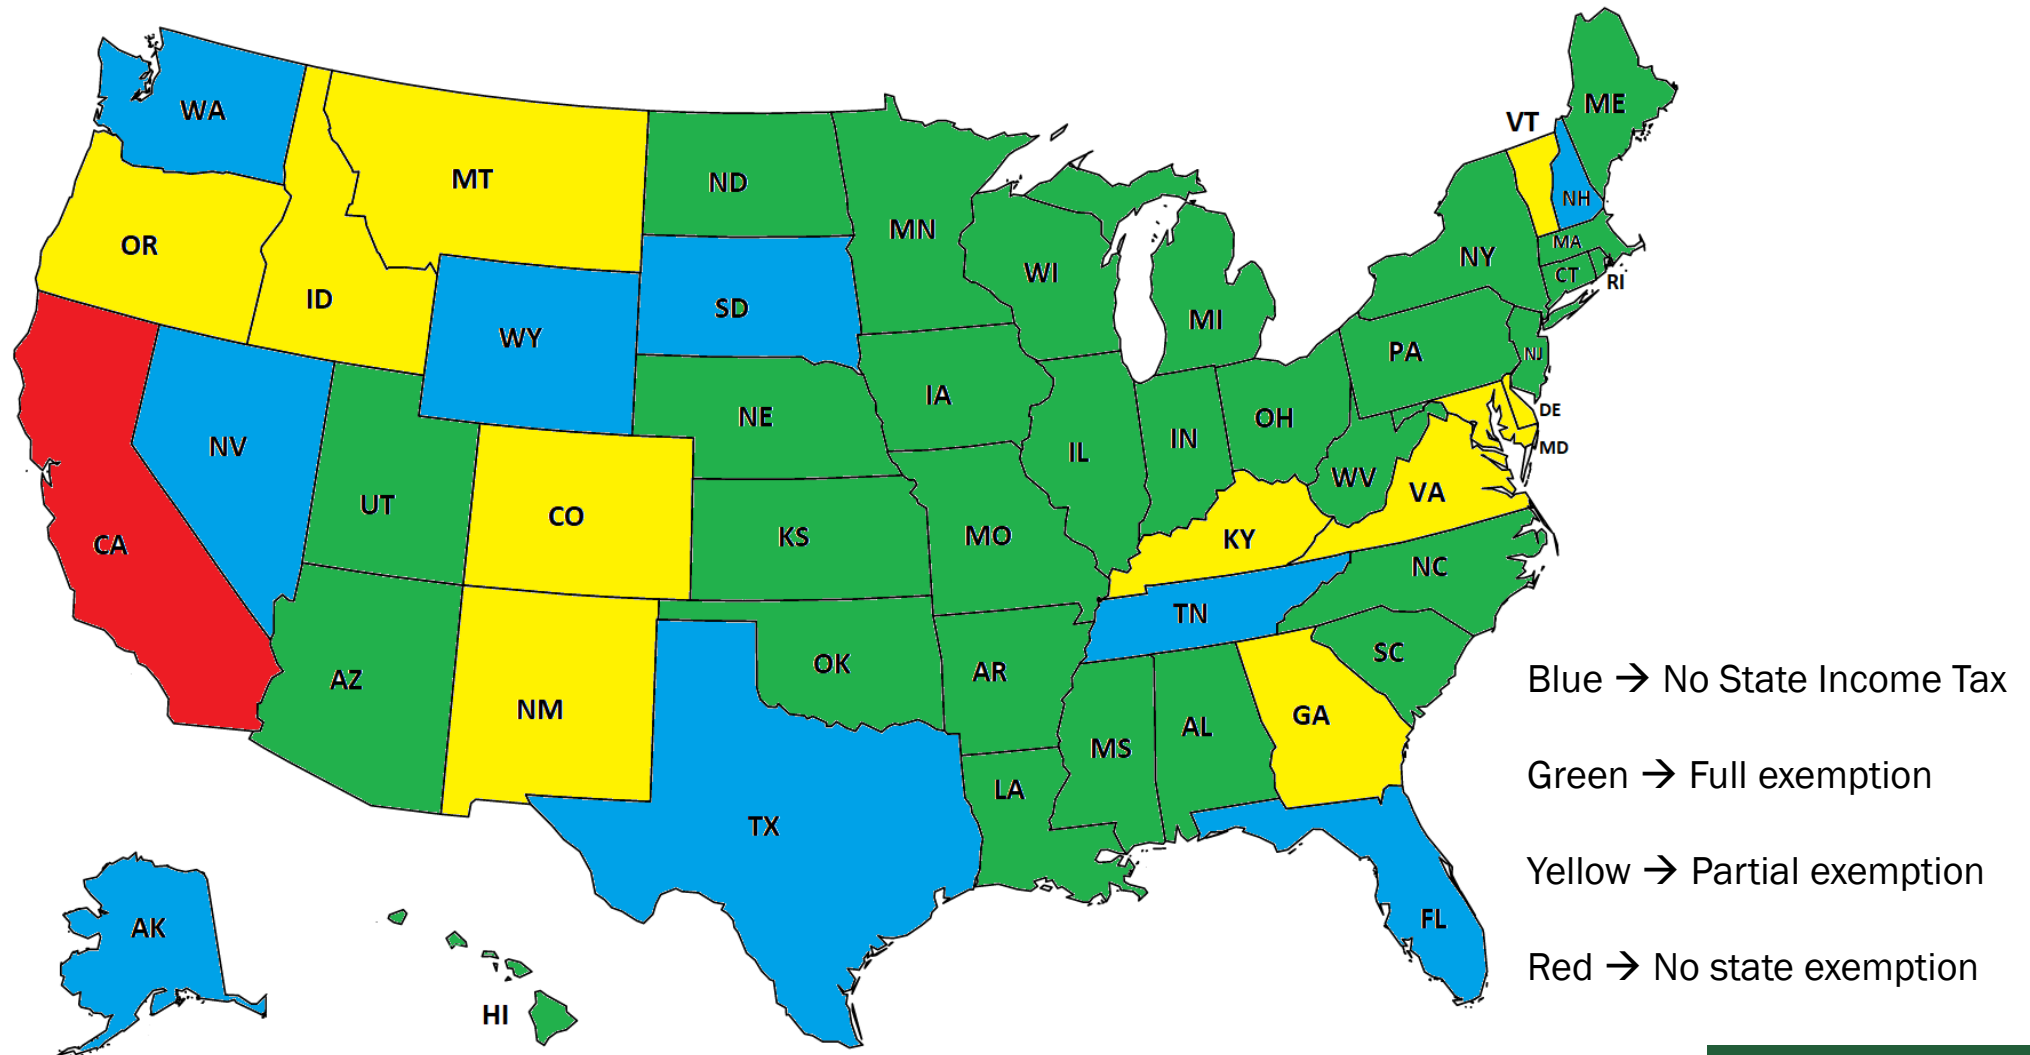 WA
MT
ND
MN
VT
ME
NH
OR
ID
WY
SD
WI
MI
NY
MA
CT
RI
PA
NJ
NV
UT
CO
NE
IA
IL
IN
OH
DE
MD
WV
VA
CA
KS
MO
KY
NC
TN
AZ
NM
OK
AR
SC
MS
AL
GA
LA
TX
FL
AK
HI
Blue → No State Income Tax
Green → Full exemption
Yellow → Partial exemption
Red → No state exemption